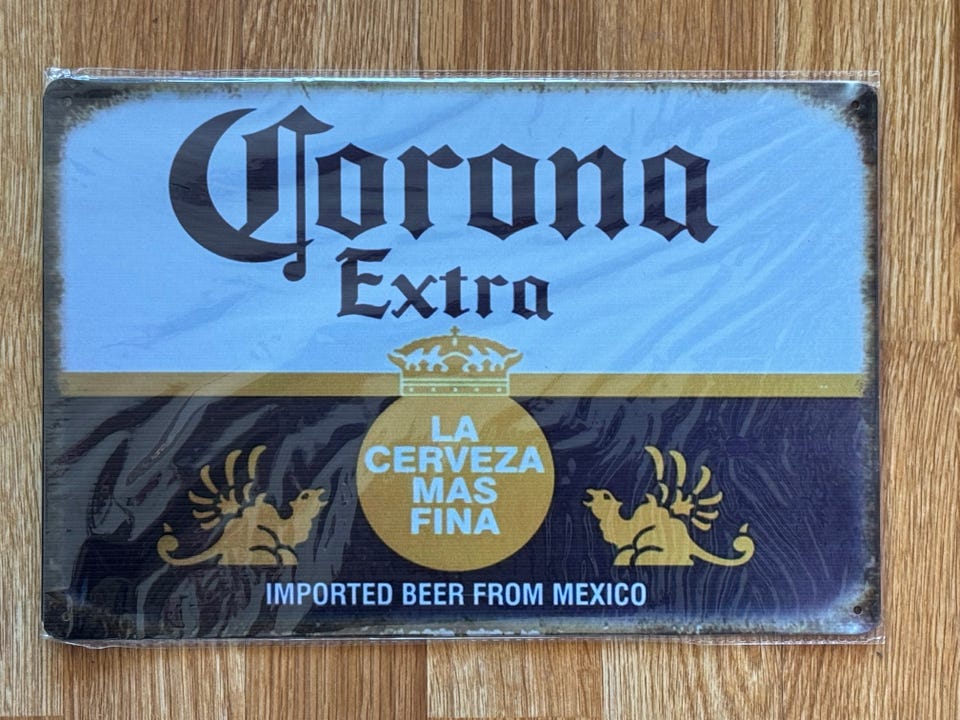 Corona
Extra
LA
CERVEZA
MAS
FINA
IMPORTED BEER FROM MEXICO